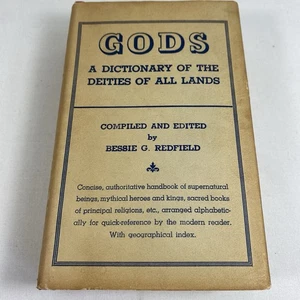 GODS
A DICTIONARY OF THE
DEITIES OF ALL LANDS
COMPILED AND EDITED
by
BESSIE G. REDFIELD
Concise, authoritative handbook of supernatural
beings, mythical heroes and kings, sacred books
of principal religions, etc., arranged alphabetic-
ally for quick-reference by the modern reader.
With geographical index.